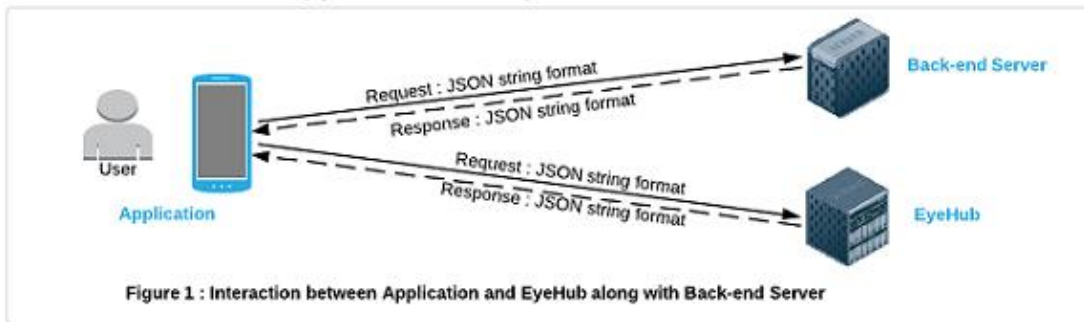 Back-end Server
Request : JSON string format
Response : JSON string format
User
Application
Request : JSON string format
Response : JSON string format
EyeHub
Figure 1 : Interaction between Application and EyeHub along with Back-end Server